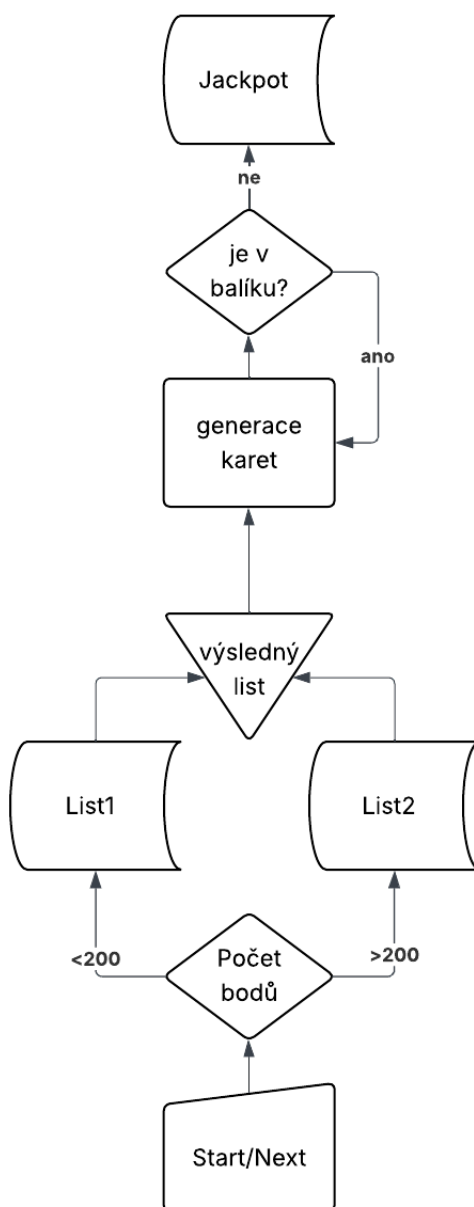 Jackpot
ne
je v
balíku?
ano
generace
karet
výsledný
list
List1
List2
<200
Počet
bodů
>200
Start/Next